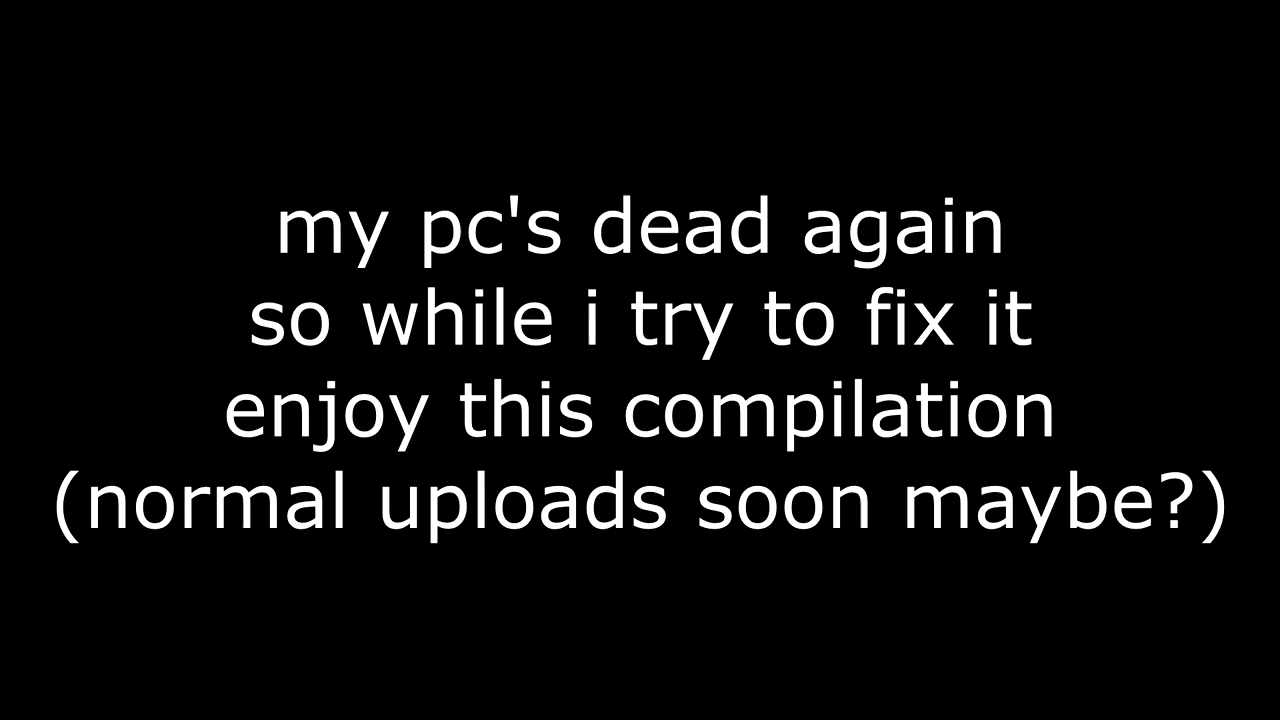 my pc's dead again
so while i try to fix it
enjoy this compilation
(normal uploads soon maybe?)